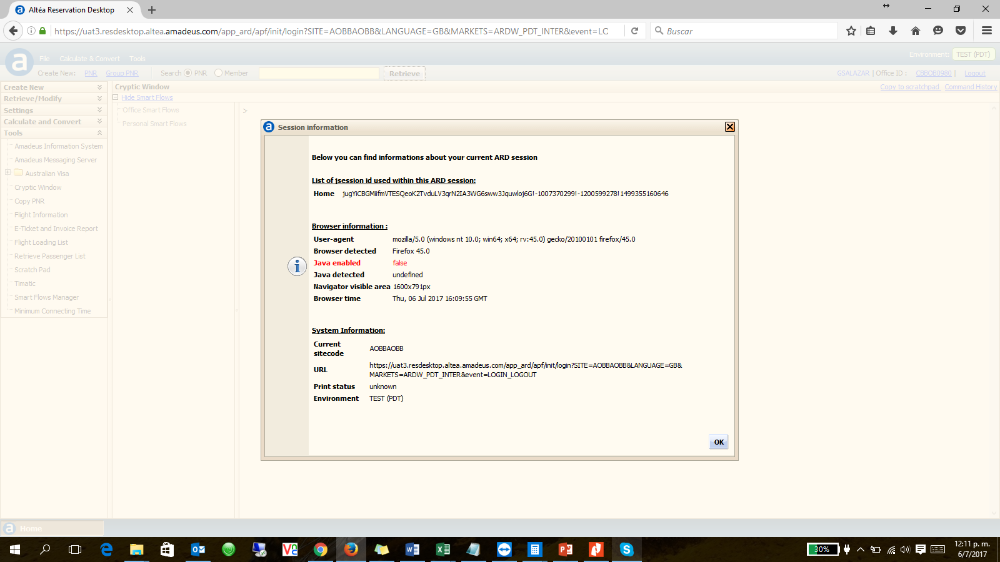 Altéa Reservation Desktop
https://uat3.resdesktop.altea.amadeus.com/app_ard/apf/init/login?SITE=AOBBAOBB&LANGUAGE=GB&MARKETS=ARDW_PDT_INTER&event=LO
Buscar
File Calculate & Convert Tools
Environment: TEST (PDT)
Create New: PNR Group PNR Search PNR Member Retrieve
GSALAZAR | Office ID : CBBOB0980 | Logout
Create New
Retrieve/Modify
Settings
Calculate and Convert
Tools
Amadeus Information System
Amadeus Messaging Server
Australian Visa
Cryptic Window
Copy PNR
Flight Information
E-Ticket and Invoice Report
Flight Loading List
Retrieve Passenger List
Scratch Pad
Timatic
Smart Flows Manager
Minimum Connecting Time
Cryptic Window
Copy to scratchpad Command History
Hide Smart Flows
Office Smart Flows
Personal Smart Flows
>
Session information
Below you can find informations about your current ARD session
List of jsession id used within this ARD session:
Home jugYiCBGMiifmVTESQeoK2TvduLV3qrN2IA3WG6sww3Jquwloj6G!-1007370299!-1200599278!1499355160646
Browser information :
User-agent mozilla/5.0 (windows nt 10.0; win64; x64; rv:45.0) gecko/20100101 firefox/45.0
Browser detected Firefox 45.0
Java enabled false
Java detected undefined
Navigator visible area 1600x791px
Browser time Thu, 06 Jul 2017 16:09:55 GMT
System Information:
Current sitecode AOBBAOBB
URL https://uat3.resdesktop.altea.amadeus.com/app_ard/apf/init/login?SITE=AOBBAOBB&LANGUAGE=GB&
MARKETS=ARDW_PDT_INTER&event=LOGIN_LOGOUT
Print status unknown
Environment TEST (PDT)
OK
Home
30%
12:11 p. m.
6/7/2017